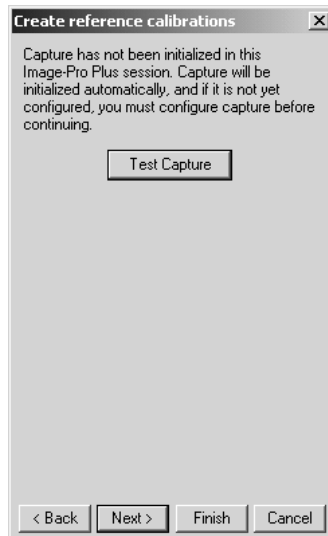 Create reference calibrations
Capture has not been initialized in this
Image-Pro Plus session. Capture will be
initialized automatically, and if it is not yet
configured, you must configure capture before
continuing.
Test Capture
< Back Next > Finish Cancel